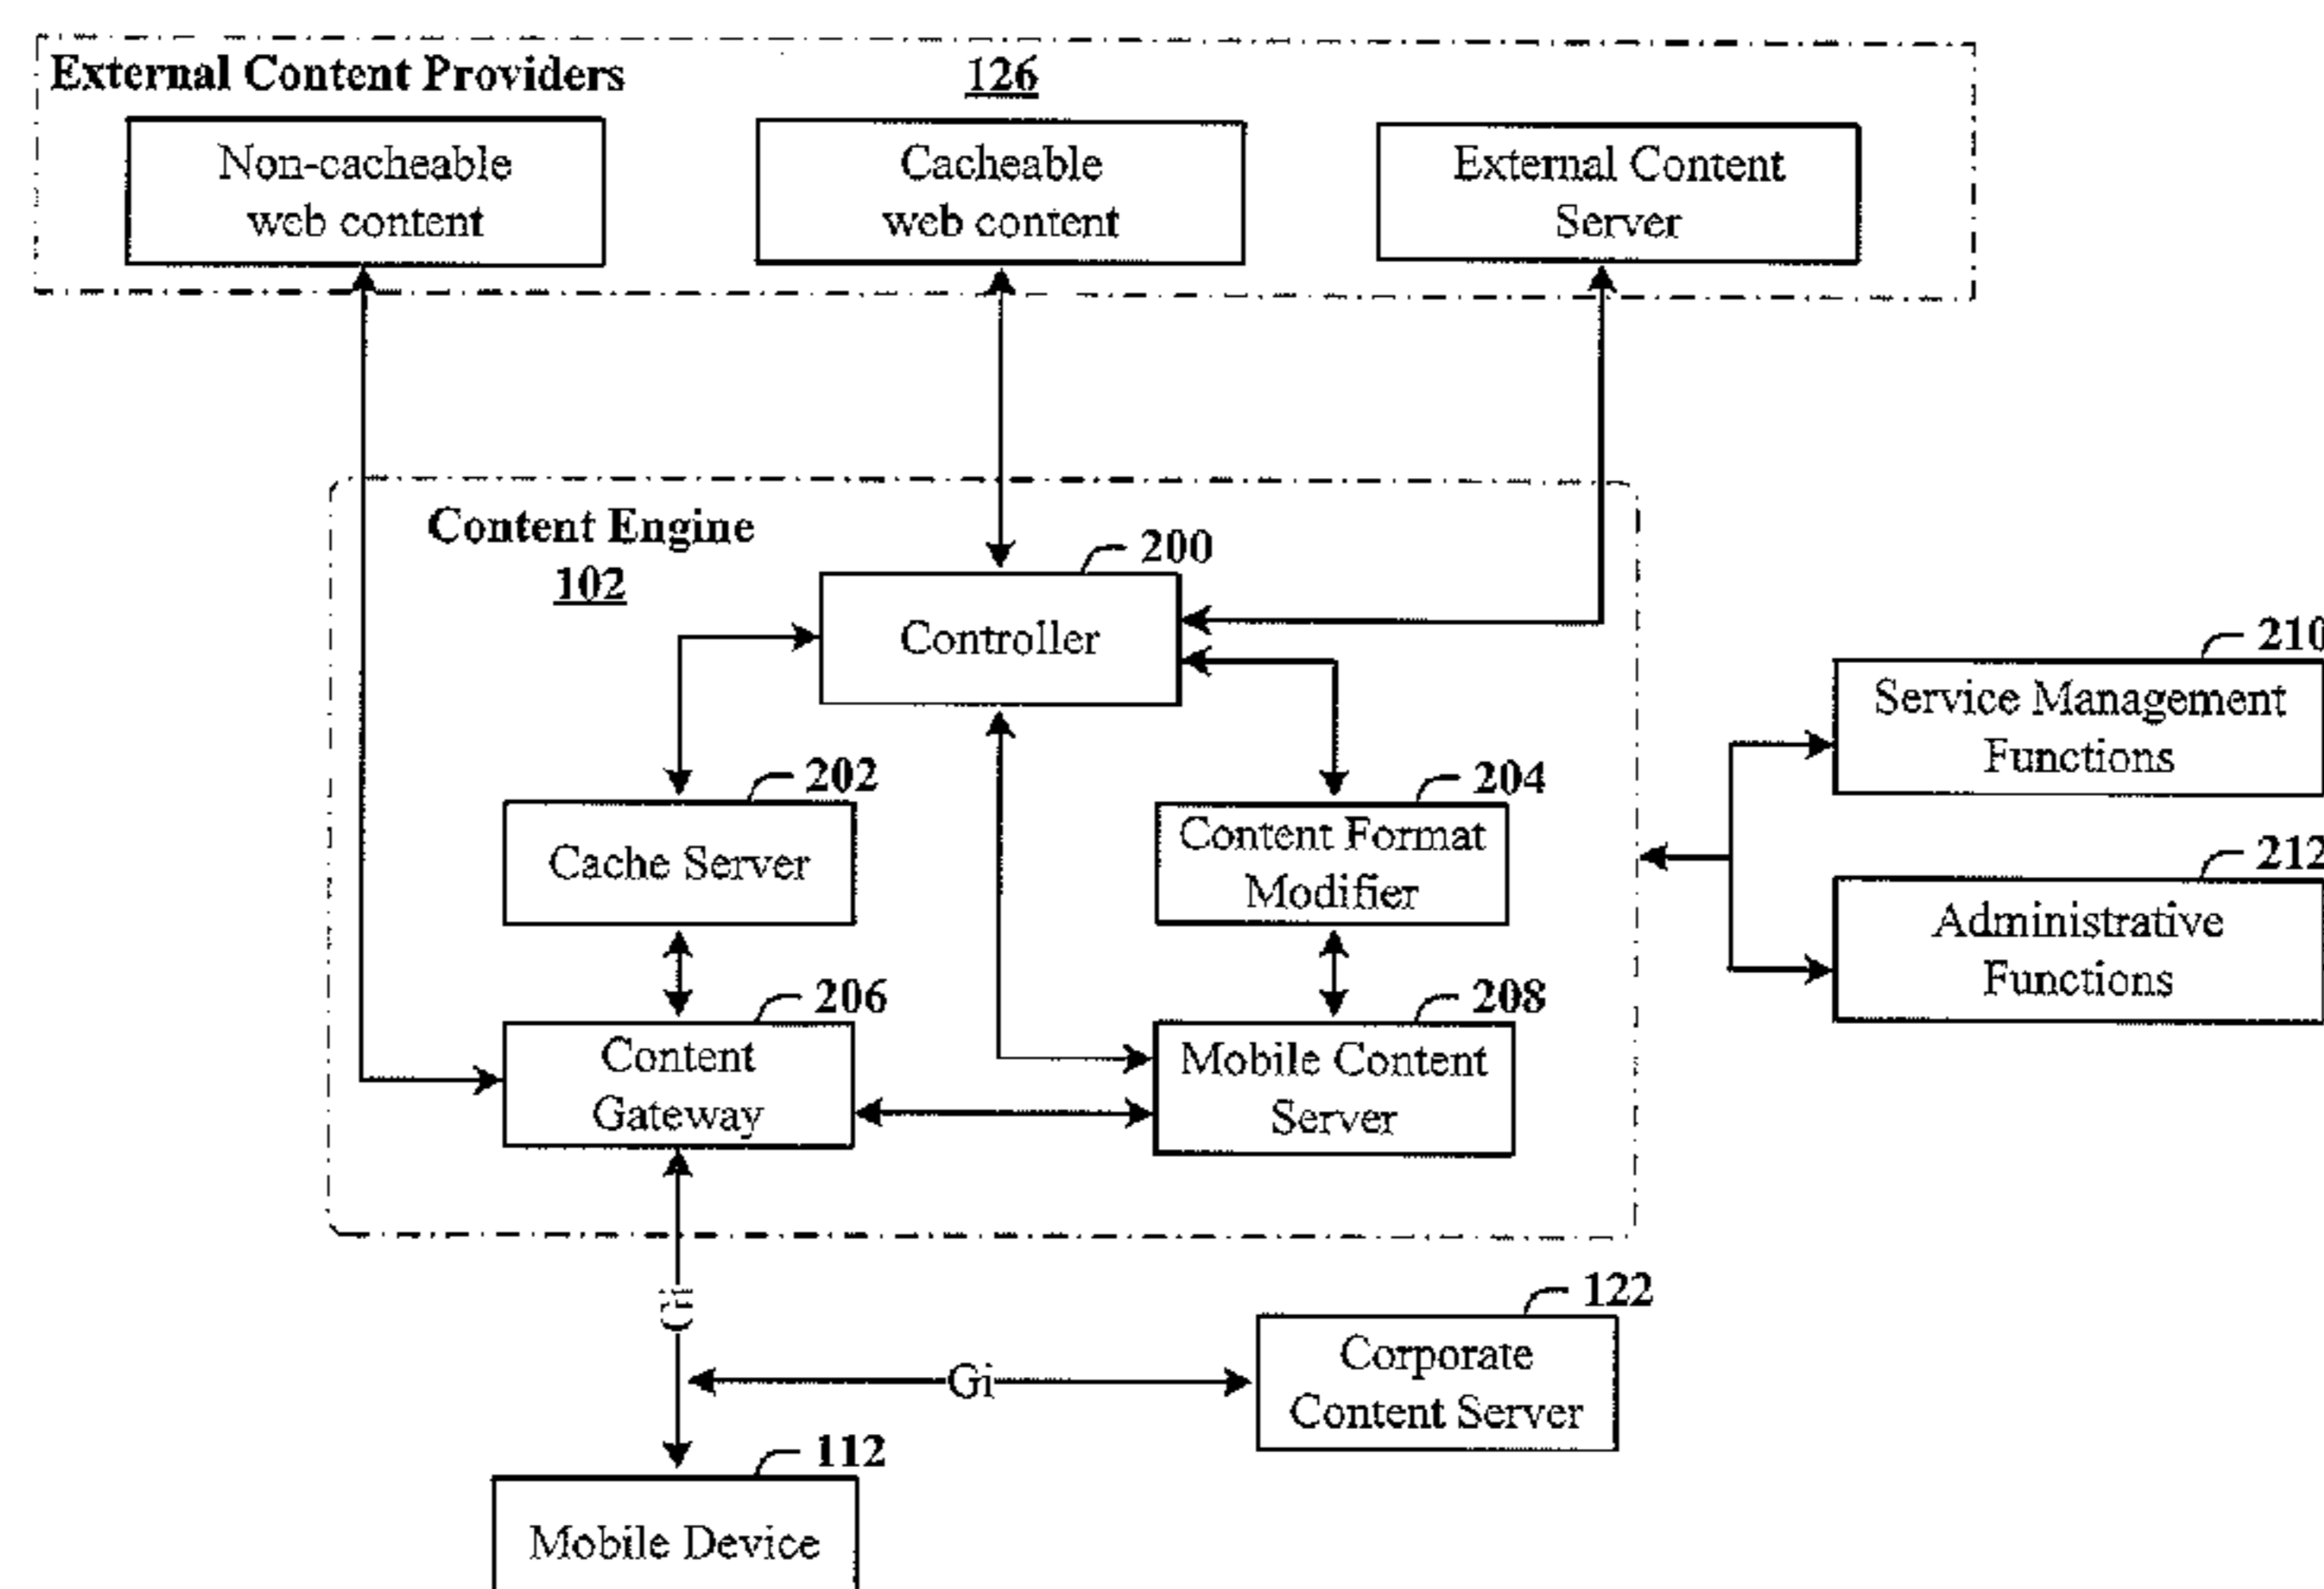 External Content Providers
126
Non-cacheable
web content
Cacheable
web content
External Content
Server
Content Engine
102
200
Controller
210
Service Management
Functions
202
Cache Server
204
Content Format
Modifier
212
Administrative
Functions
206
Content
Gateway
208
Mobile Content
Server
Gi
122
Corporate
Content Server
Gi
112
Mobile Device